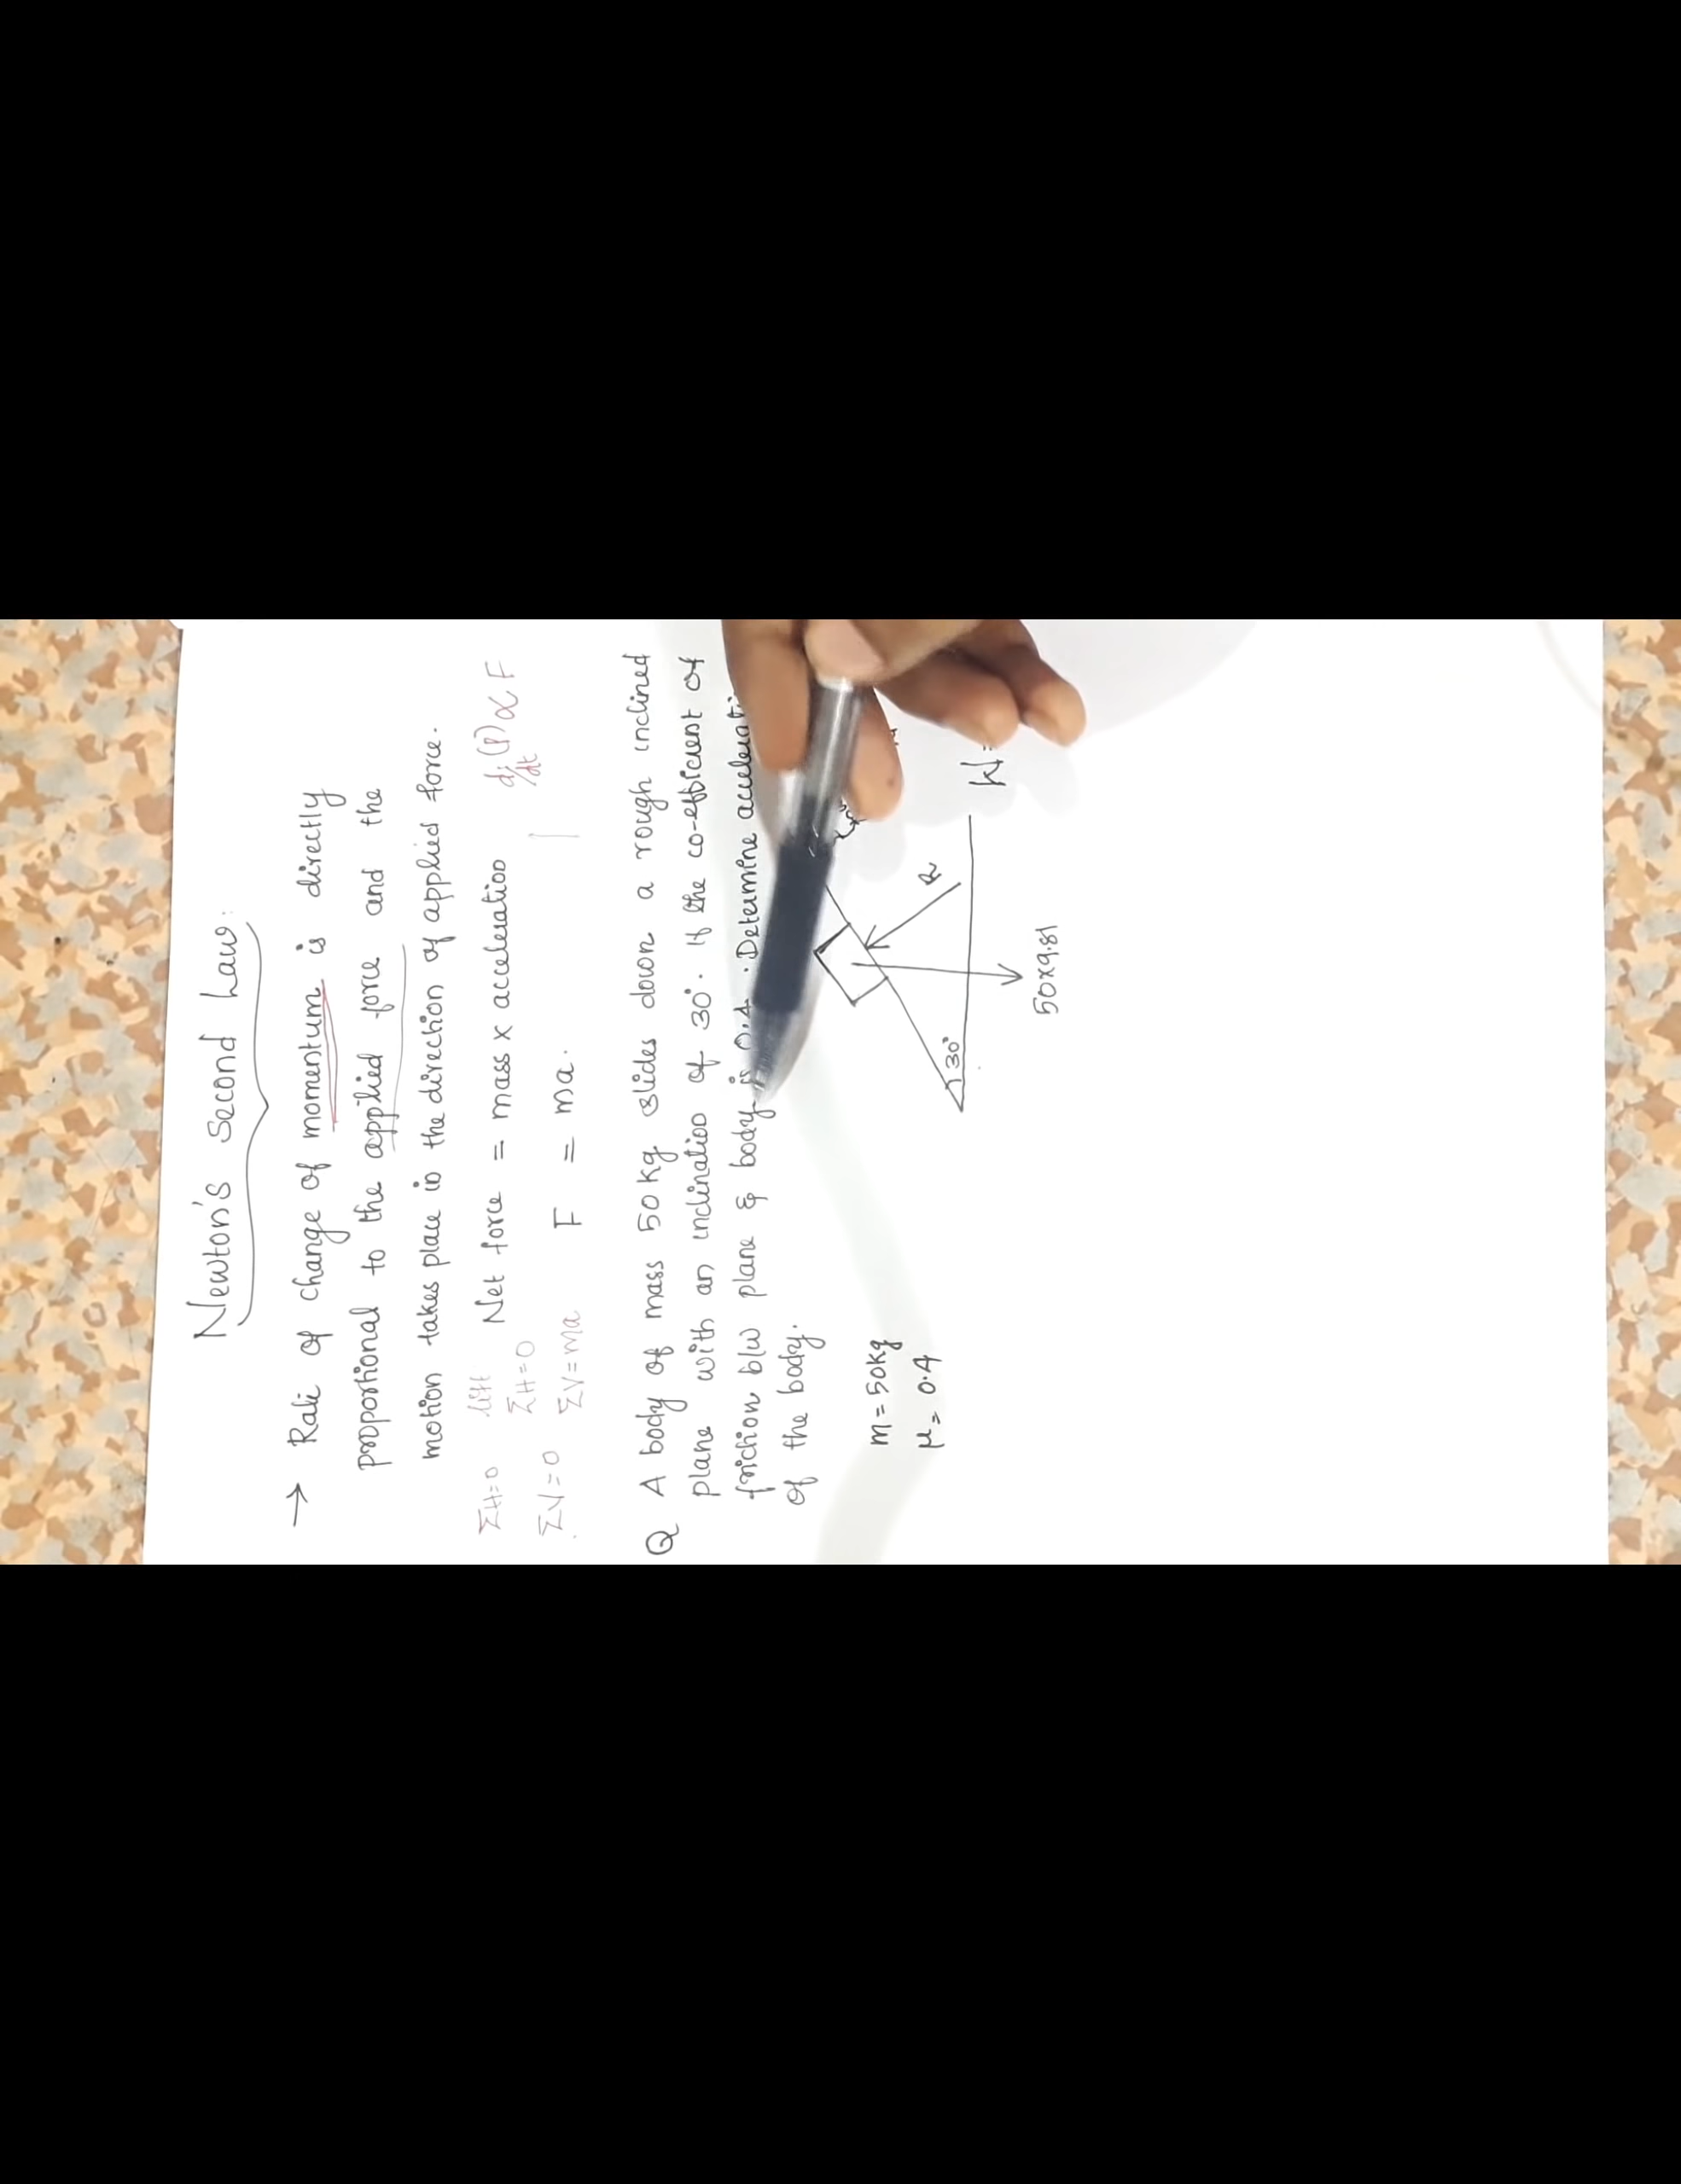 Newton's Second Law:
→ Rate of change of momentum is directly
proportional to the applied force and the
motion takes place in the direction of applied force.
ΣH=0 lift Net force = mass x acceleration d/dt (P) ∝ F
ΣH=0
ΣV=0 ΣV=ma F = ma.
Q A body of mass 50kg slides down a rough inclined
plane with an inclination of 30°. If the co-efficient of
friction b/w plane & body is 0.4. Determine accelerati
of the body.
m=50kg
μ= 0.4
R
30°
W=
50x9.81